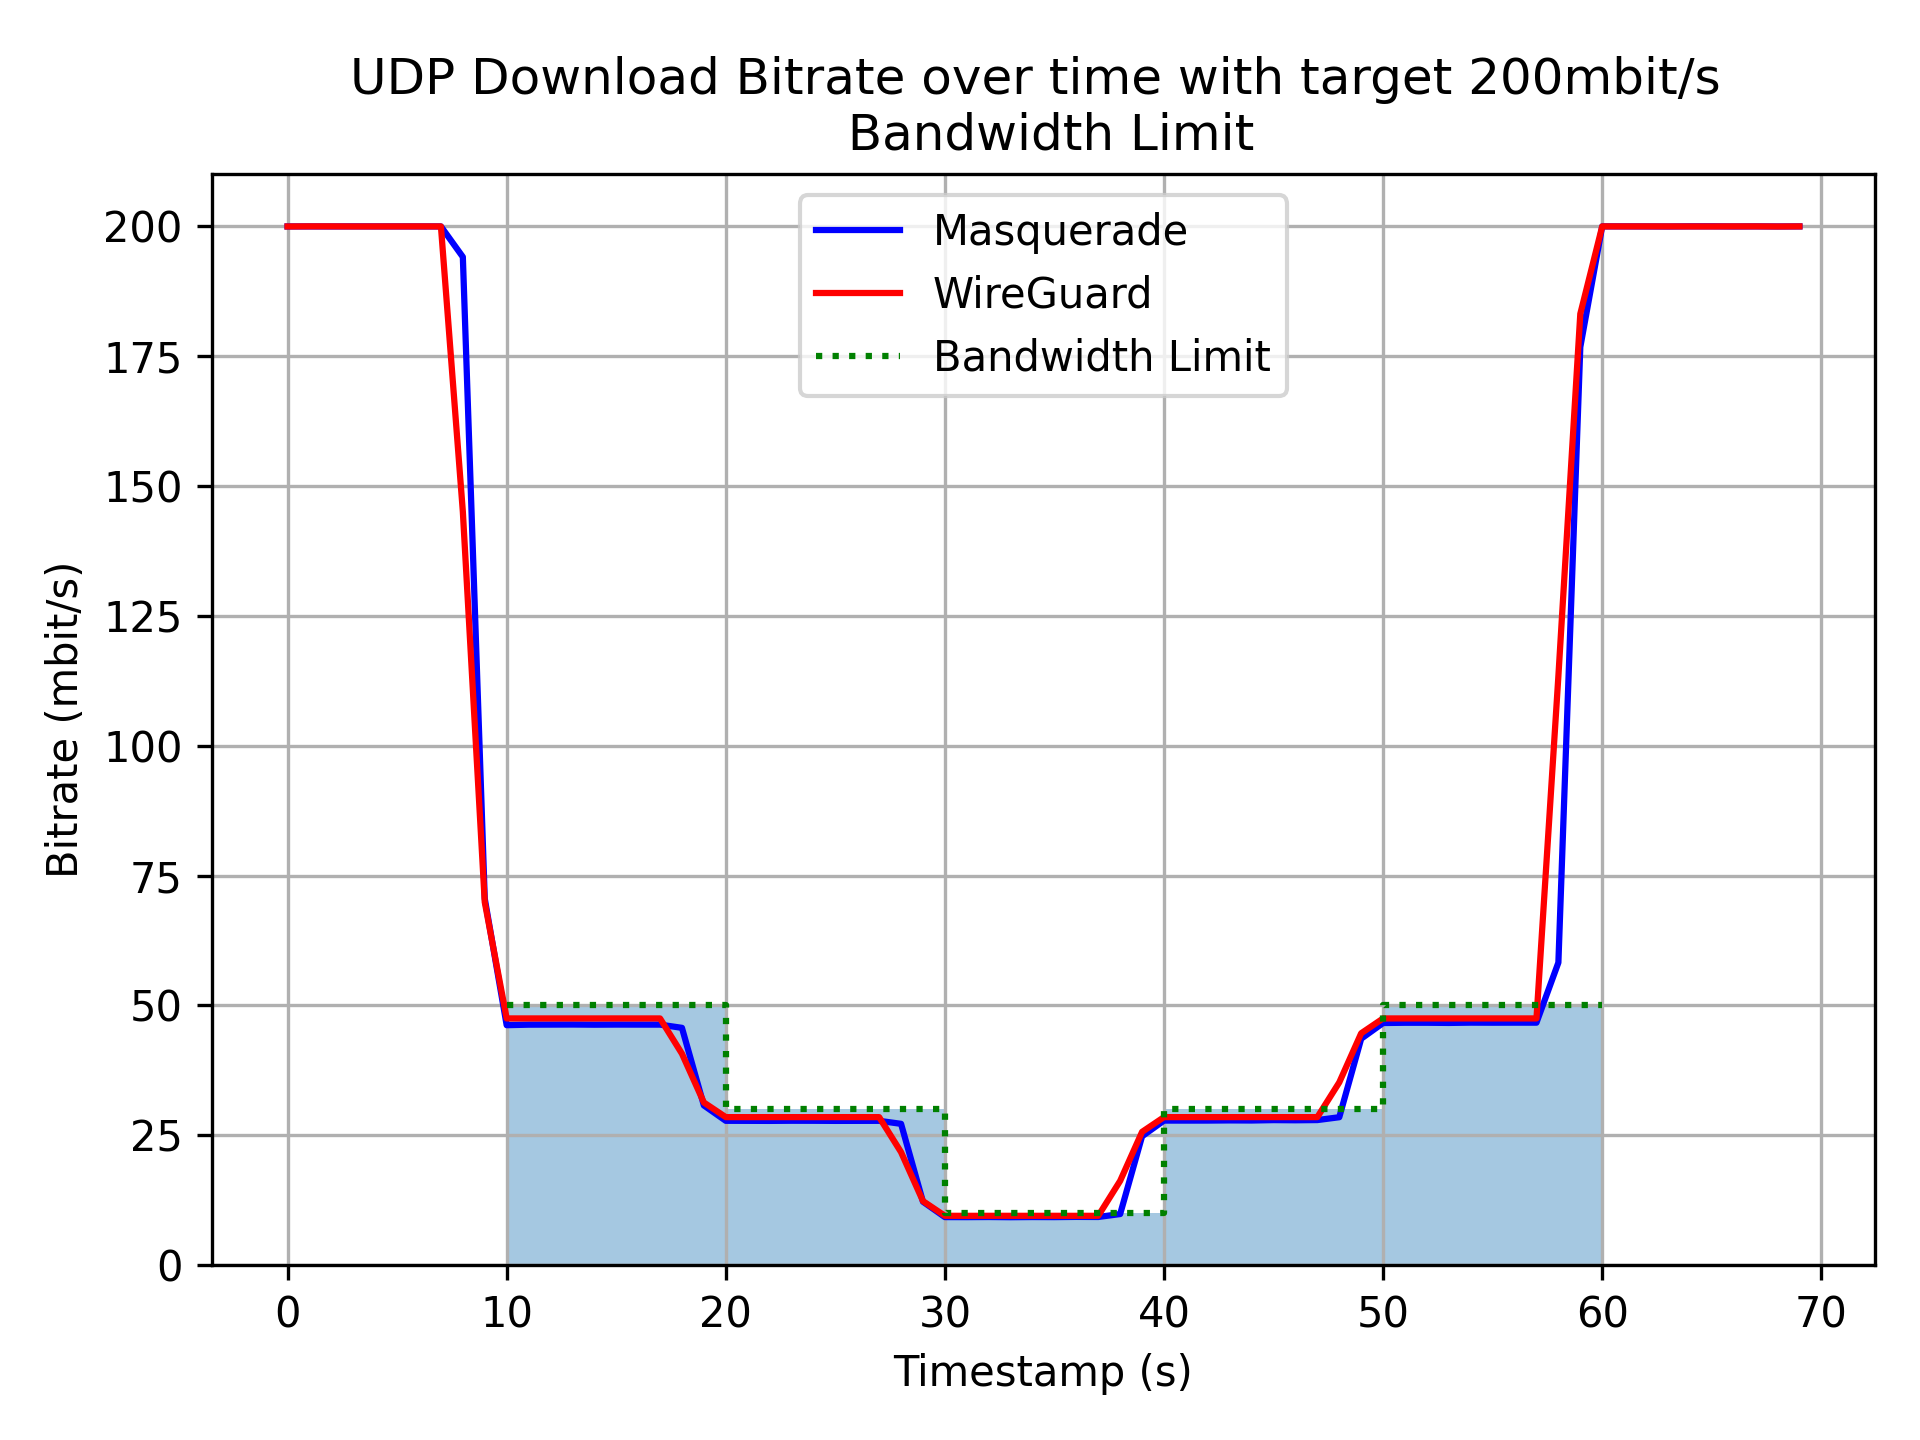 UDP Download Bitrate over time with target 200mbit/s
Bandwidth Limit
Masquerade
WireGuard
Bandwidth Limit
Bitrate (mbit/s)
200
175
150
125
100
75
50
25
0
0 10 20 30 40 50 60 70
Timestamp (s)